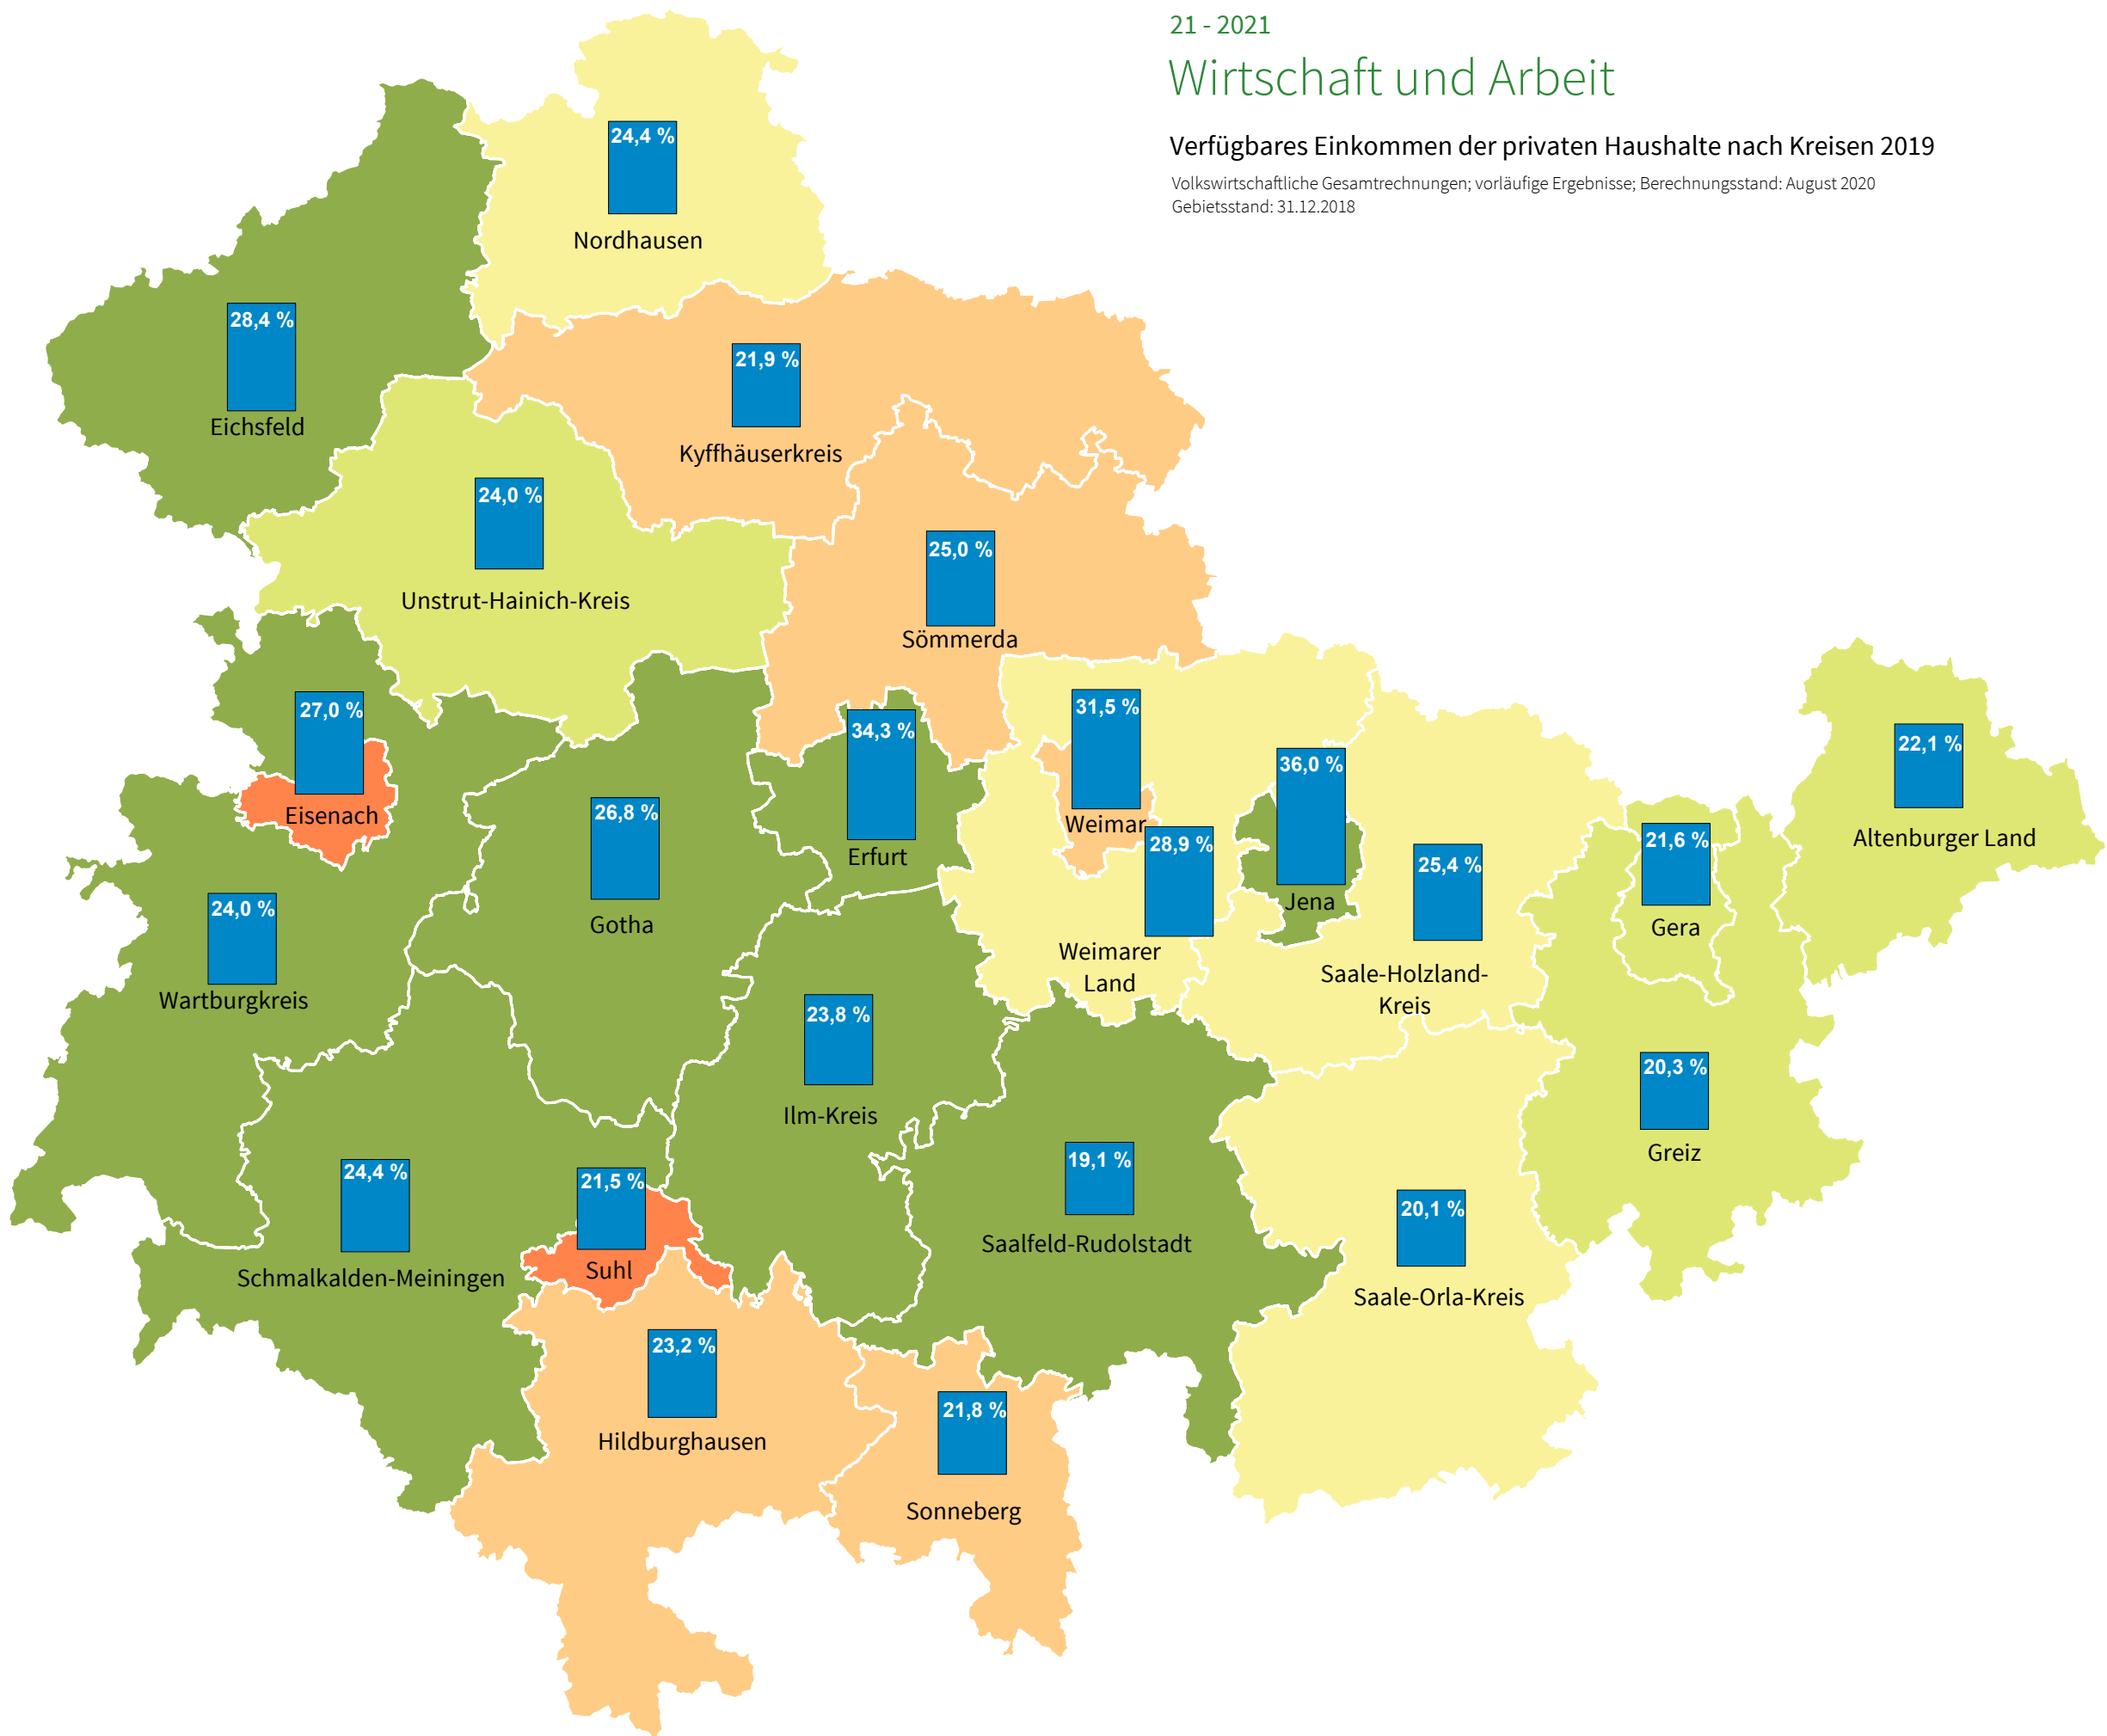 21 - 2021
Wirtschaft und Arbeit
Verfügbares Einkommen der privaten Haushalte nach Kreisen 2019
Volkswirtschaftliche Gesamtrechnungen; vorläufige Ergebnisse; Berechnungsstand: August 2020
Gebietsstand: 31.12.2018
24,4 %
Nordhausen
28,4 %
Eichsfeld
21,9 %
Kyffhäuserkreis
24,0 %
Unstrut-Hainich-Kreis
25,0 %
Sömmerda
27,0 %
Eisenach
34,3 %
Erfurt
31,5 %
Weimar
36,0 %
Jena
22,1 %
Altenburger Land
26,8 %
Gotha
28,9 %
Weimarer
Land
25,4 %
Saale-Holzland-
Kreis
21,6 %
Gera
24,0 %
Wartburgkreis
23,8 %
Ilm-Kreis
20,3 %
Greiz
24,4 %
Schmalkalden-Meiningen
21,5 %
Suhl
19,1 %
Saalfeld-Rudolstadt
20,1 %
Saale-Orla-Kreis
23,2 %
Hildburghausen
21,8 %
Sonneberg